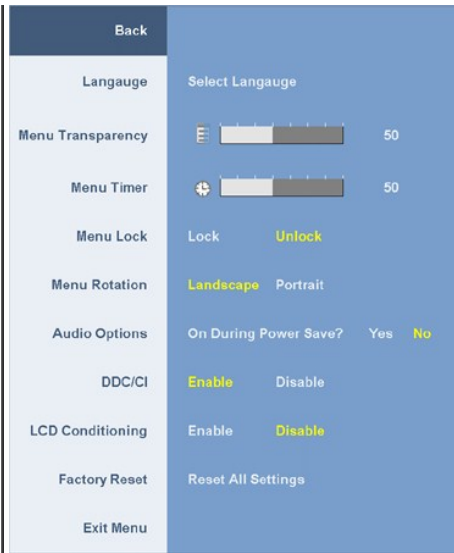 Back
Langauge Select Langauge
Menu Transparency 50
Menu Timer 50
Menu Lock Lock Unlock
Menu Rotation Landscape Portrait
Audio Options On During Power Save? Yes No
DDC/CI Enable Disable
LCD Conditioning Enable Disable
Factory Reset Reset All Settings
Exit Menu